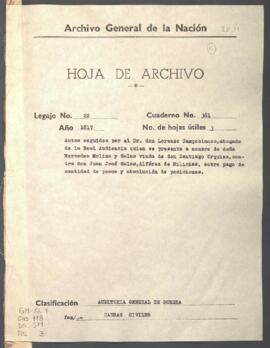 Archivo General de la Nación
HOJA DE ARCHIVO
Legajo No. 22 Cuaderno No. 381
Año 1817 No. de hojas útiles 3
Autos seguidos por el Dr. don Lorenzo Campoblanco, abogado
de la Real Audiencia quien se presenta a nombre de doña
Mercedes Molina y Salas viuda de don Santiago Urquiza, con-
tra don Juan José Salas, Alférez de Milicias, sobre pago de
cantidad de pesos y absolución de posiciones.
Clasificación AUDITORIA GENERAL DE GUERRA
CAUSAS CIVILES